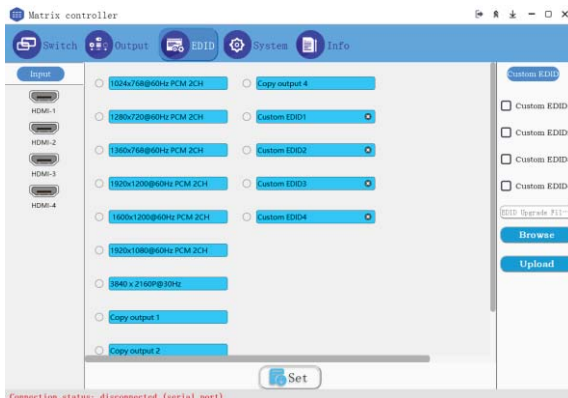 Matrix controller
Switch
Output
EDID
System
Info
Input
HDMI-1
HDMI-2
HDMI-3
HDMI-4
1024x768@60Hz PCM 2CH
1280x720@60Hz PCM 2CH
1360x768@60Hz PCM 2CH
1920x1200@60Hz PCM 2CH
1600x1200@60Hz PCM 2CH
1920x1080@60Hz PCM 2CH
3840 x 2160P@30Hz
Copy output 1
Copy output 2
Copy output 4
Custom EDID1
Custom EDID2
Custom EDID3
Custom EDID4
Set
Custom EDID
Custom EDID
Custom EDID
Custom EDID
Custom EDID
EDID Upgrade Fil
Browse
Upload
Connection status: disconnected (serial port)